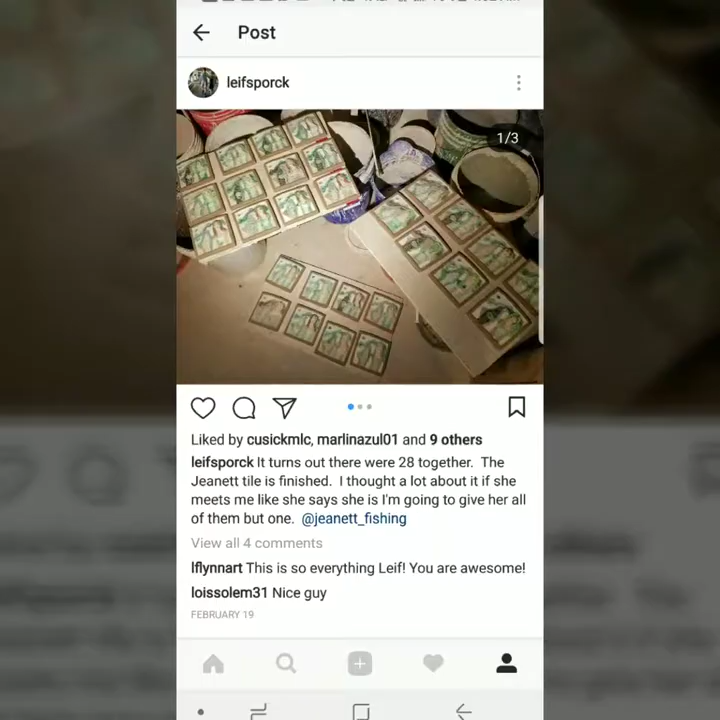 Post
leifsporck
1/3
Liked by cusickmlc, marlinazul01 and 9 others
leifsporck It turns out there were 28 together. The
Jeanett tile is finished. I thought a lot about it if she
meets me like she says she is I'm going to give her all
of them but one. @jeanett_fishing
View all 4 comments
lflynnart This is so everything Leif! You are awesome!
loissolem31 Nice guy
FEBRUARY 19